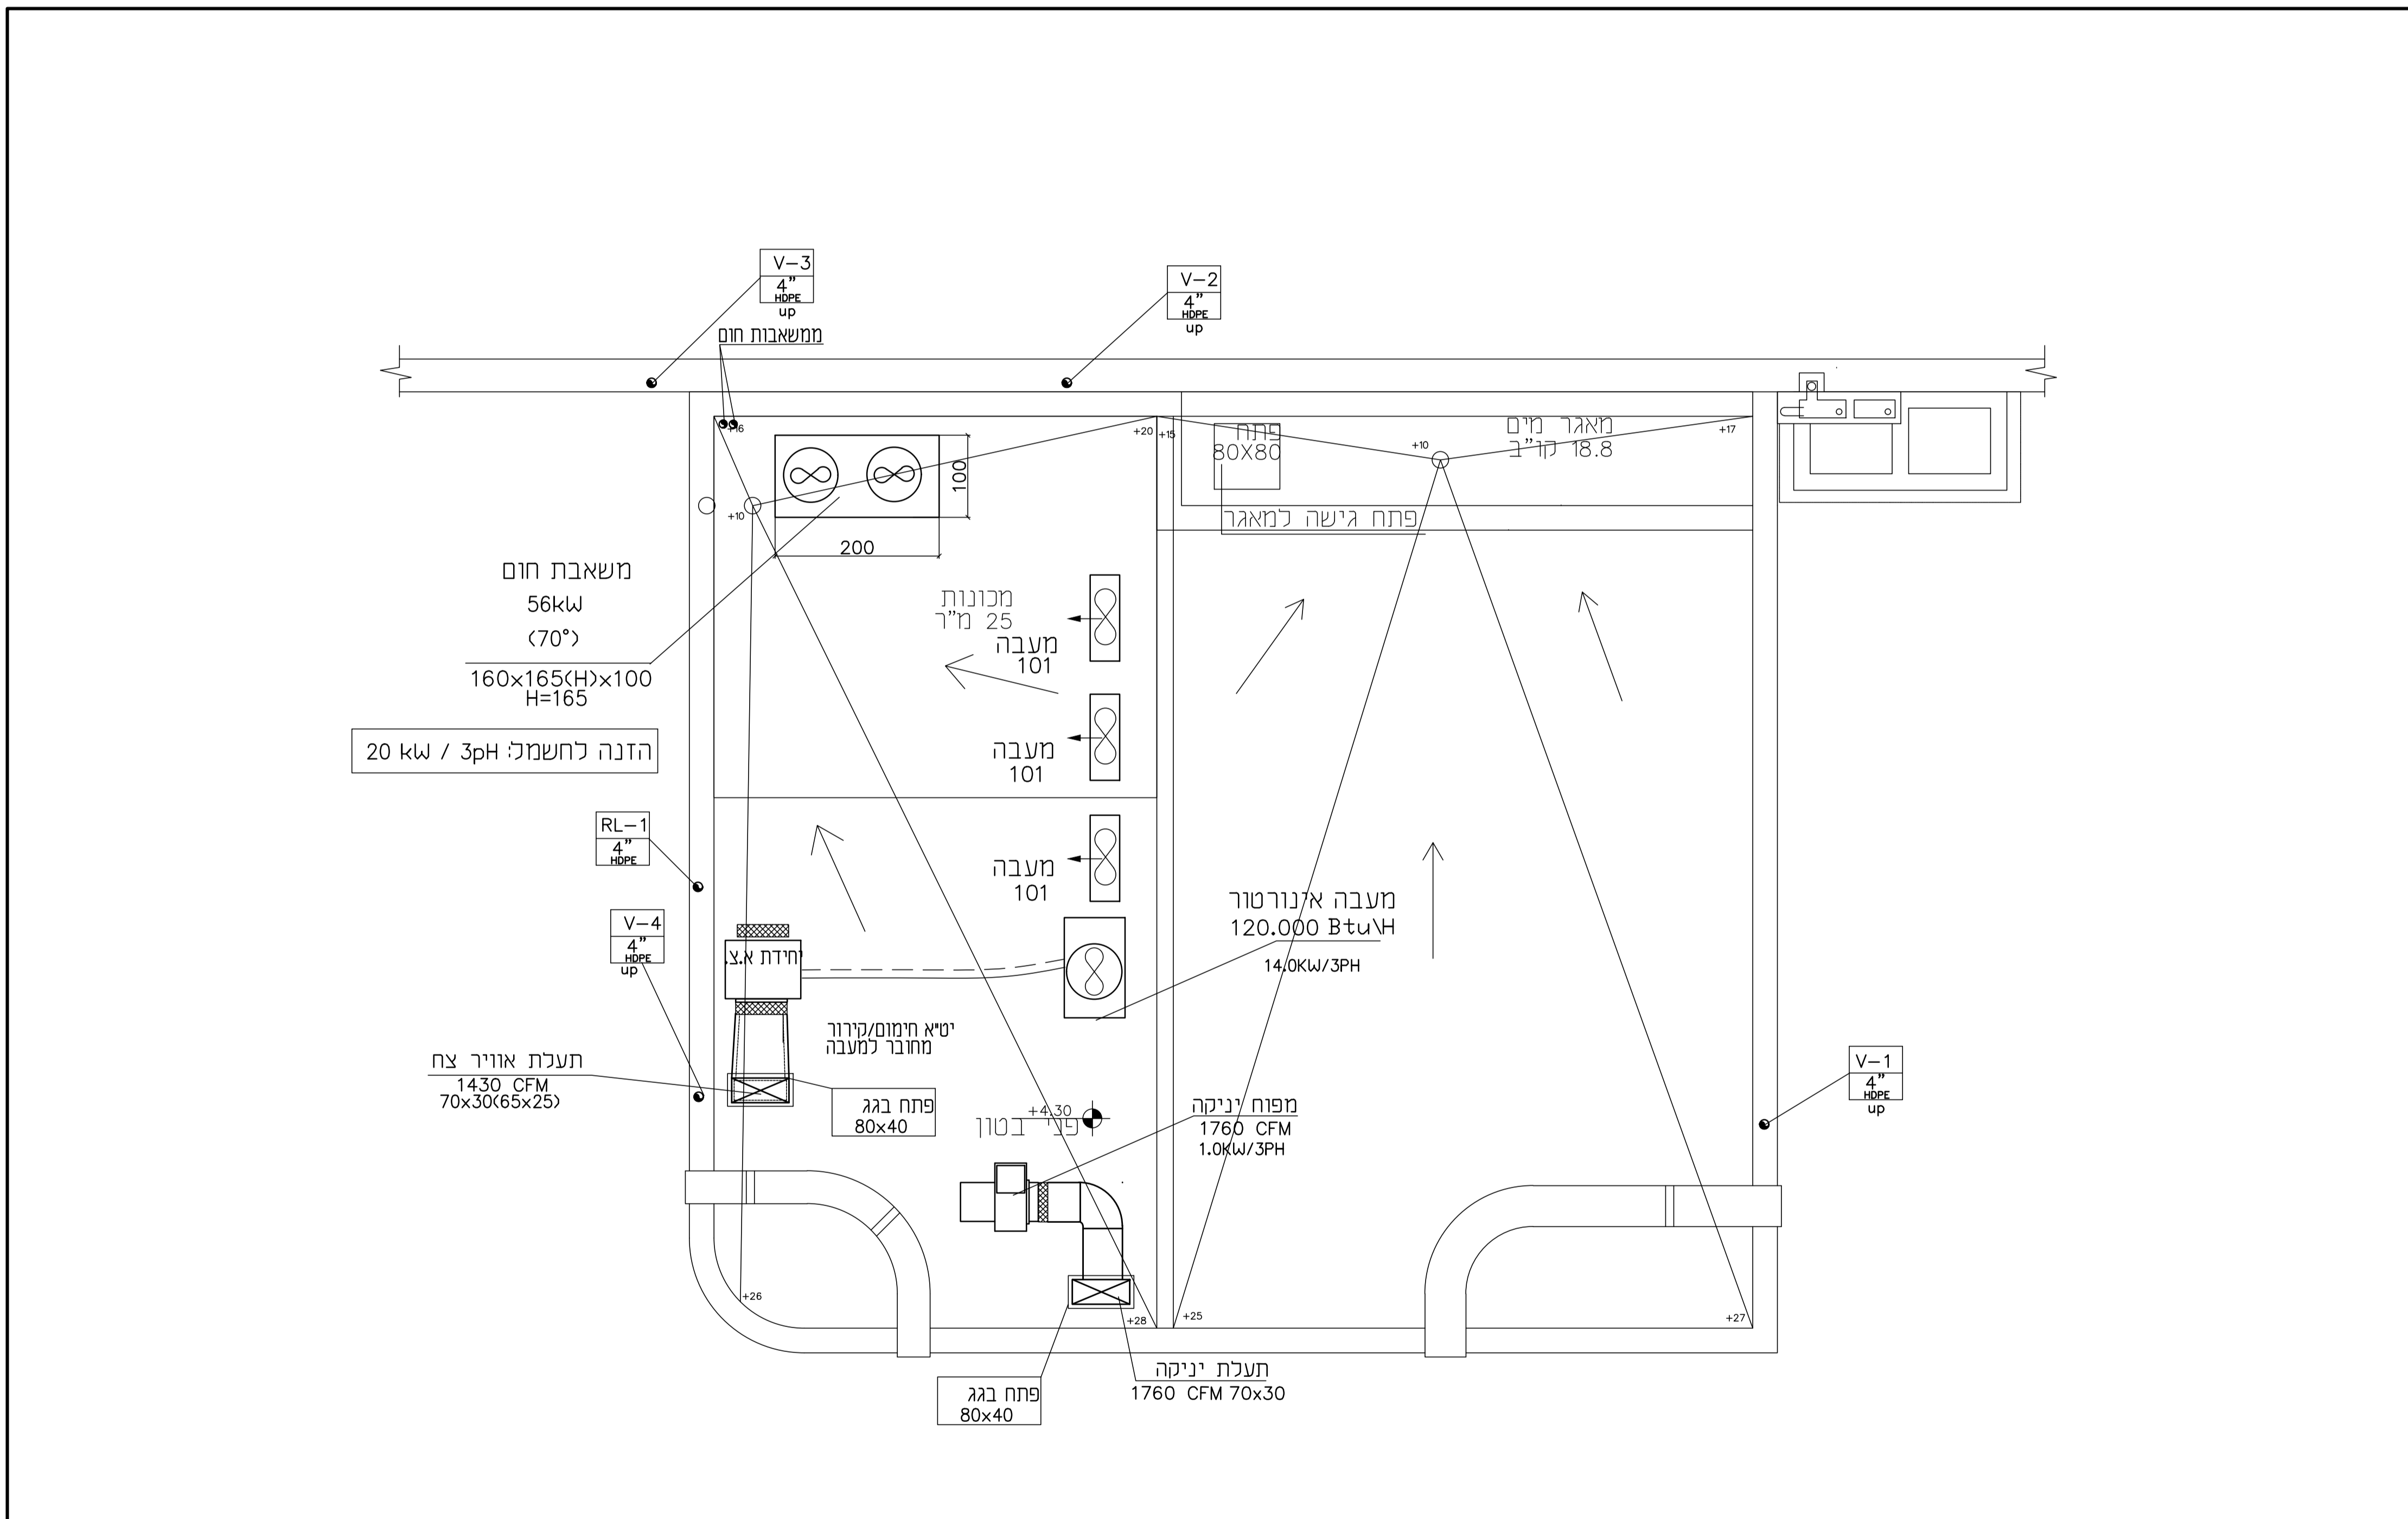 V-3
4"
HDPE
up
ממשאבות חום
V-2
4"
HDPE
up
+16
+20
+15
פתח
80X80
+10
מאגר מים
18.8 קו"ב
+17
100
+10
200
פתח גישה למאגר
משאבת חום
56kW
(70°)
160x165(H)x100
H=165
הזנה לחשמל: 20 kW / 3pH
מכונות
25 מ"ר
מעבה
101
מעבה
101
מעבה
101
RL-1
4"
HDPE
V-4
4"
HDPE
up
יחידת א.צ.
מעבה אינורטור
120.000 Btu\H
14.0KW/3PH
יט"א חימום/קירור
מחובר למעבה
תעלת אוויר צח
1430 CFM
70x30(65x25)
פתח בגג
80x40
+4.30
פני בטון
מפוח יניקה
1760 CFM
1.0KW/3PH
V-1
4"
HDPE
up
+26
+28
+25
+27
תעלת יניקה
1760 CFM 70x30
פתח בגג
80x40